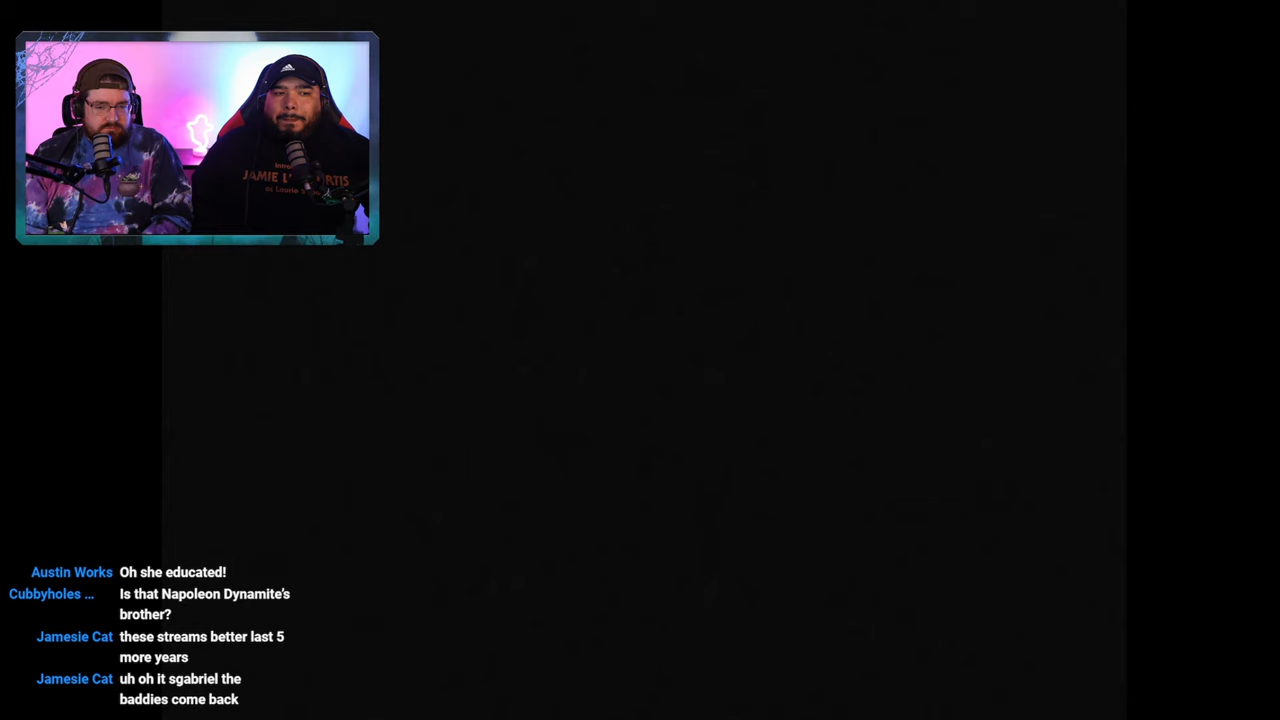 JAMIE L
RTIS
Austin Works Oh she educated!
Cubbyholes ... Is that Napoleon Dynamite's
brother?
Jamesie Cat these streams better last 5
more years
Jamesie Cat uh oh it sgabriel the
baddies come back